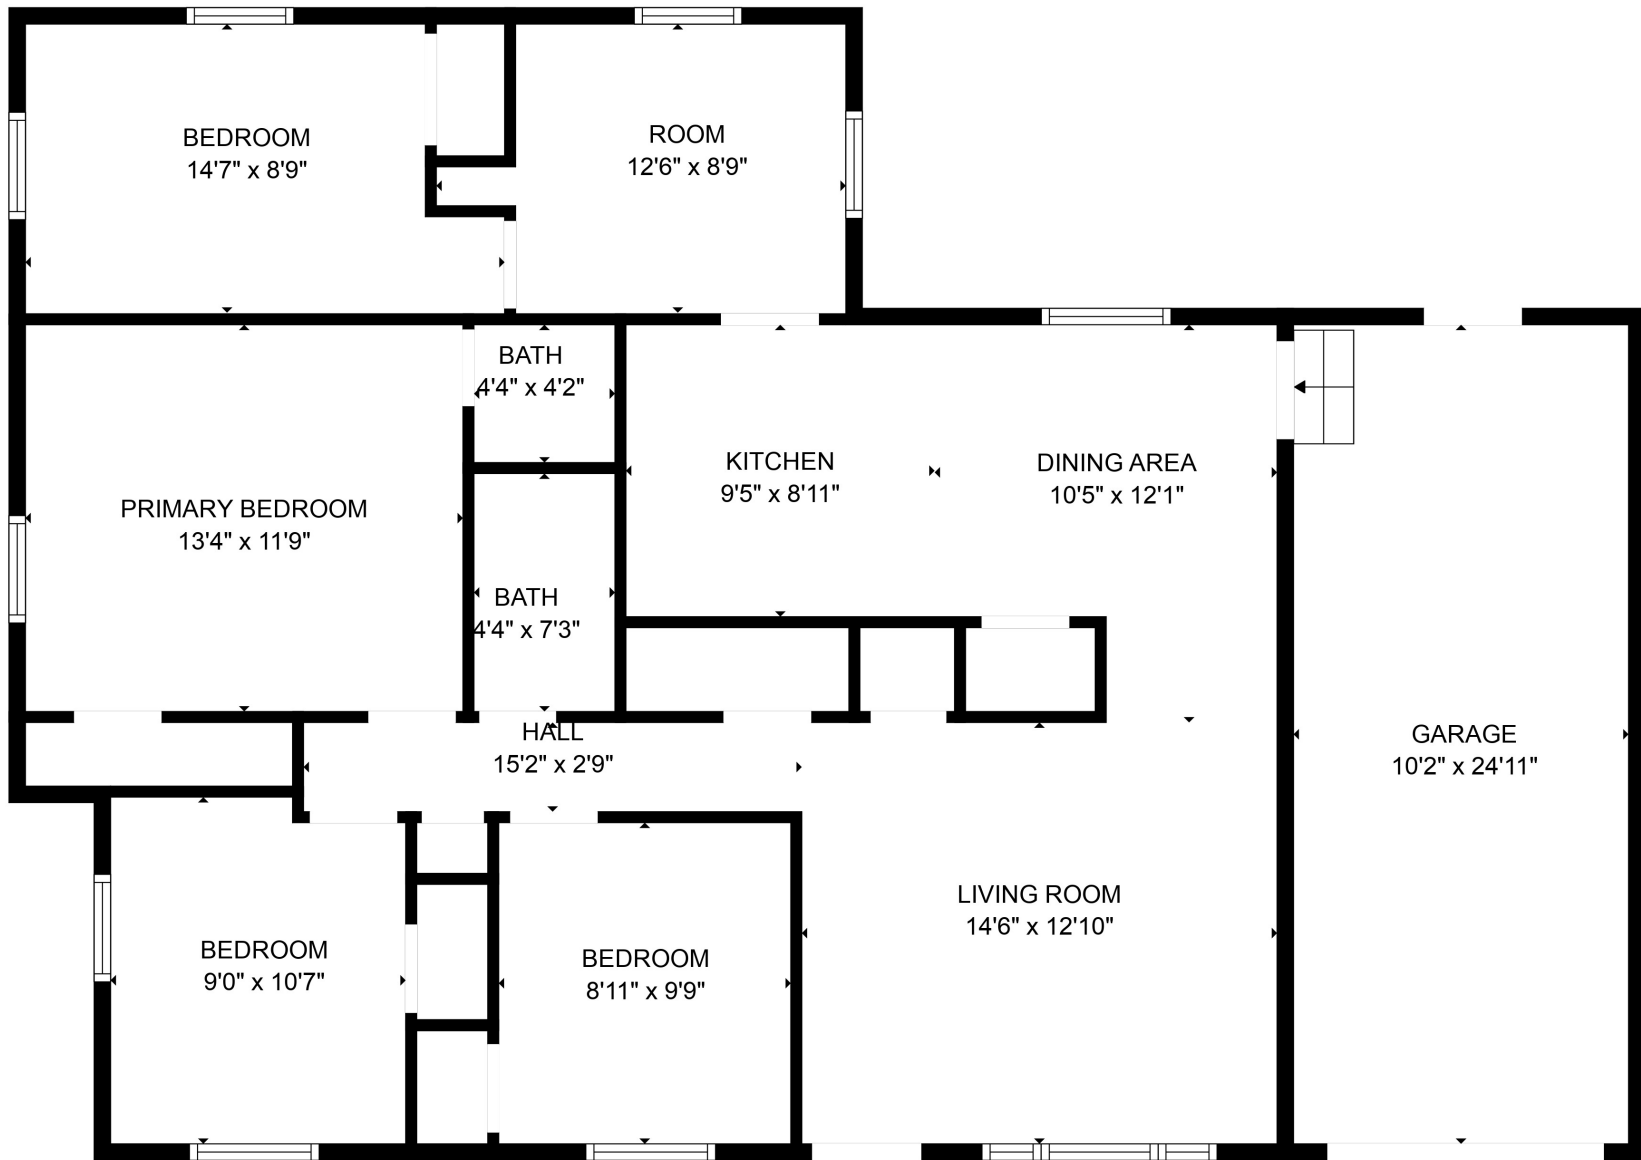 BEDROOM
14'7" x 8'9"
ROOM
12'6" x 8'9"
BATH
4'4" x 4'2"
KITCHEN
9'5" x 8'11"
DINING AREA
10'5" x 12'1"
PRIMARY BEDROOM
13'4" x 11'9"
BATH
4'4" x 7'3"
HALL
15'2" x 2'9"
GARAGE
10'2" x 24'11"
LIVING ROOM
14'6" x 12'10"
BEDROOM
9'0" x 10'7"
BEDROOM
8'11" x 9'9"